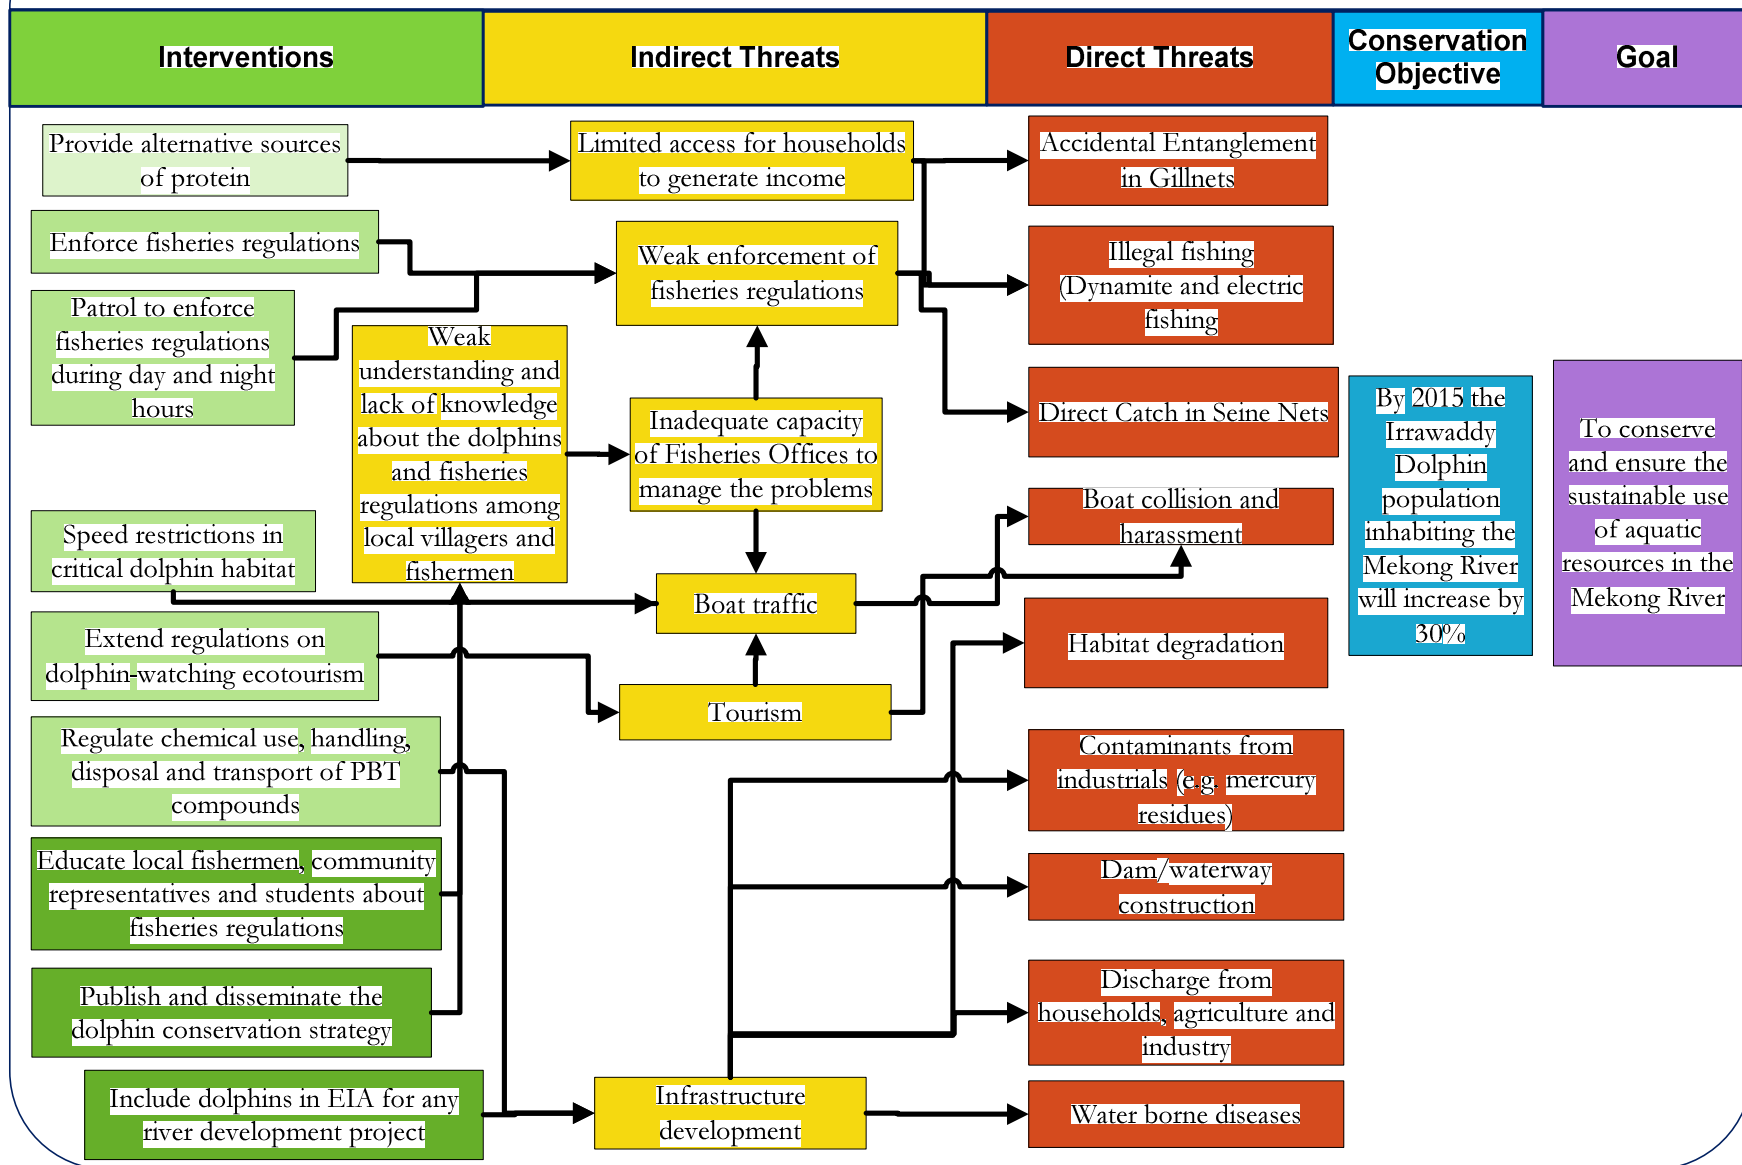 Interventions
Indirect Threats
Direct Threats
Conservation
Objective
Goal
Provide alternative sources
of protein
Enforce fisheries regulations
Patrol to enforce
fisheries regulations
during day and night
hours
Speed restrictions in
critical dolphin habitat
Extend regulations on
dolphin-watching ecotourism
Regulate chemical use, handling,
disposal and transport of PBT
compounds
Educate local fishermen, community
representatives and students about
fisheries regulations
Publish and disseminate the
dolphin conservation strategy
Include dolphins in EIA for any
river development project
Weak
understanding and
lack of knowledge
about the dolphins
and fisheries
regulations among
local villagers and
fishermen
Limited access for households
to generate income
Weak enforcement of
fisheries regulations
Inadequate capacity
of Fisheries Offices to
manage the problems
Boat traffic
Tourism
Infrastructure
development
Accidental Entanglement
in Gillnets
Illegal fishing
(Dynamite and electric
fishing
Direct Catch in Seine Nets
Boat collision and
harassment
Habitat degradation
Contaminants from
industrials (e.g. mercury
residues)
Dam/waterway
construction
Discharge from
households, agriculture and
industry
Water borne diseases
By 2015 the
Irrawaddy
Dolphin
population
inhabiting the
Mekong River
will increase by
30%
To conserve
and ensure the
sustainable use
of aquatic
resources in the
Mekong River